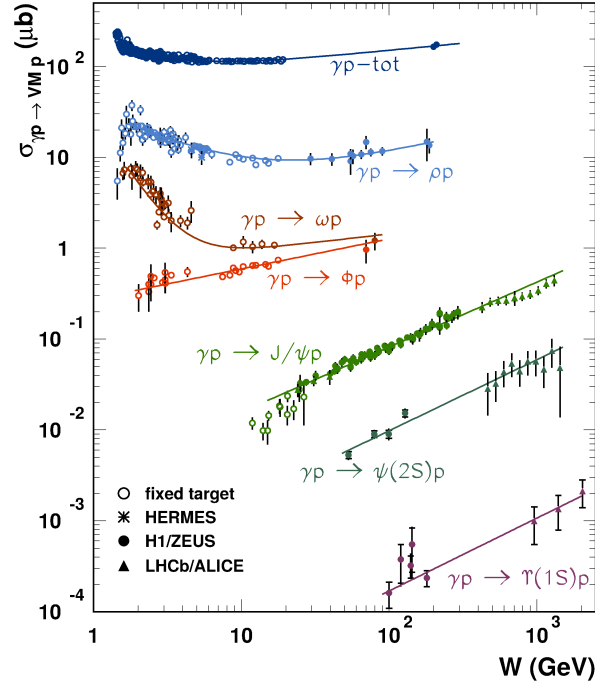 σγp→ VM p (μb)
10²
γp−tot
10
γp → ρp
γp → ωp
1
γp → ϕp
10⁻¹
γp → J/ψp
10⁻²
γp → ψ(2S)p
fixed target
HERMES
10⁻³
H1/ZEUS
LHCb/ALICE
γp → ϒ(1S)p
10⁻⁴
1 10 10² 10³
W (GeV)